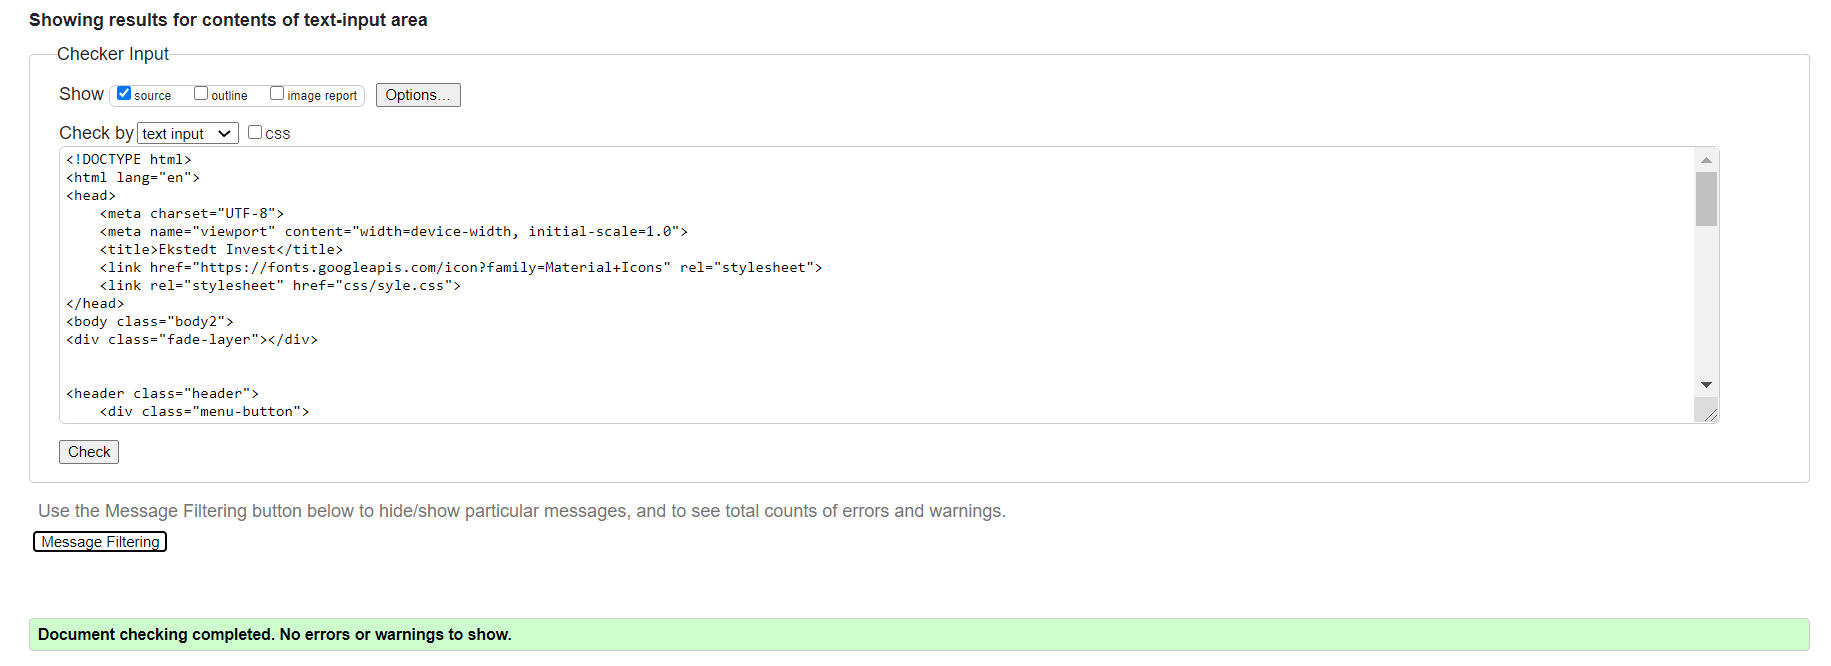 Showing results for contents of text-input area
Checker Input
Show source outline image report Options...
Check by text input css
<!DOCTYPE html>
<html lang="en">
<head>
    <meta charset="UTF-8">
    <meta name="viewport" content="width=device-width, initial-scale=1.0">
    <title>Ekstedt Invest</title>
    <link href="https://fonts.googleapis.com/icon?family=Material+Icons" rel="stylesheet">
    <link rel="stylesheet" href="css/syle.css">
</head>
<body class="body2">
<div class="fade-layer"></div>
<header class="header">
    <div class="menu-button">
Check
Use the Message Filtering button below to hide/show particular messages, and to see total counts of errors and warnings.
Message Filtering
Document checking completed. No errors or warnings to show.